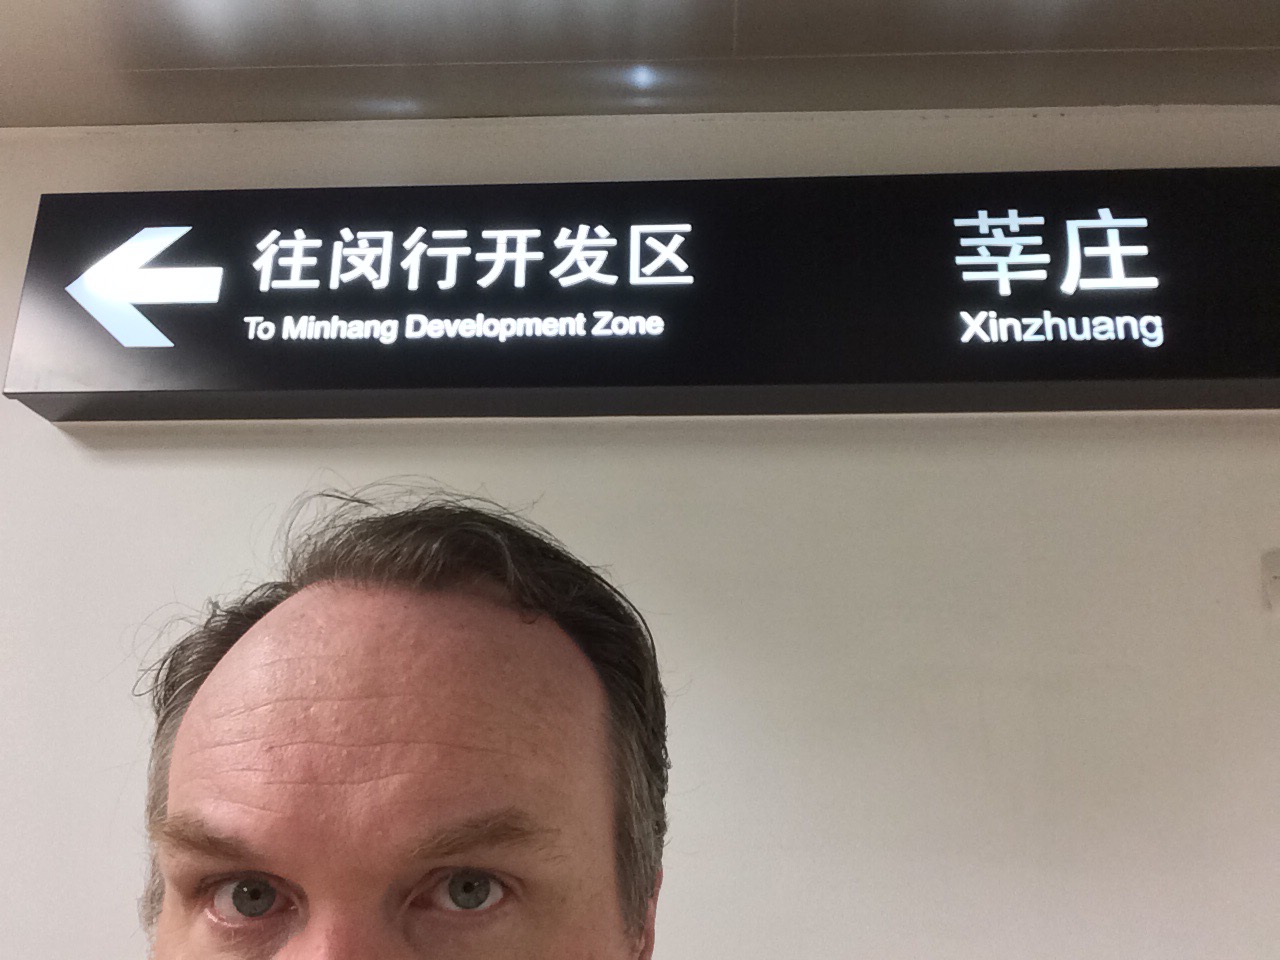 往闵行开发区
To Minhang Development Zone
莘庄
Xinzhuang